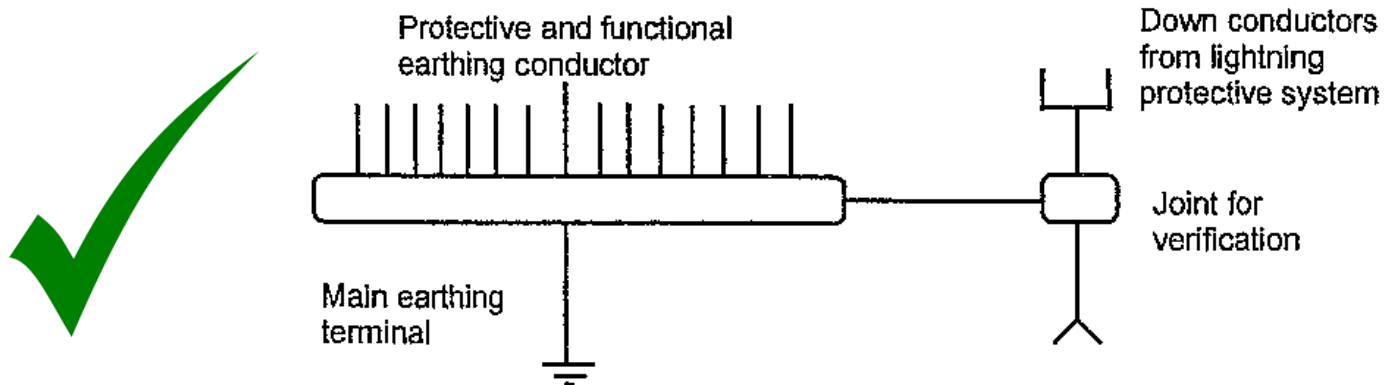 Protective and functional
earthing conductor
Down conductors
from lightning
protective system
Joint for
verification
Main earthing
terminal